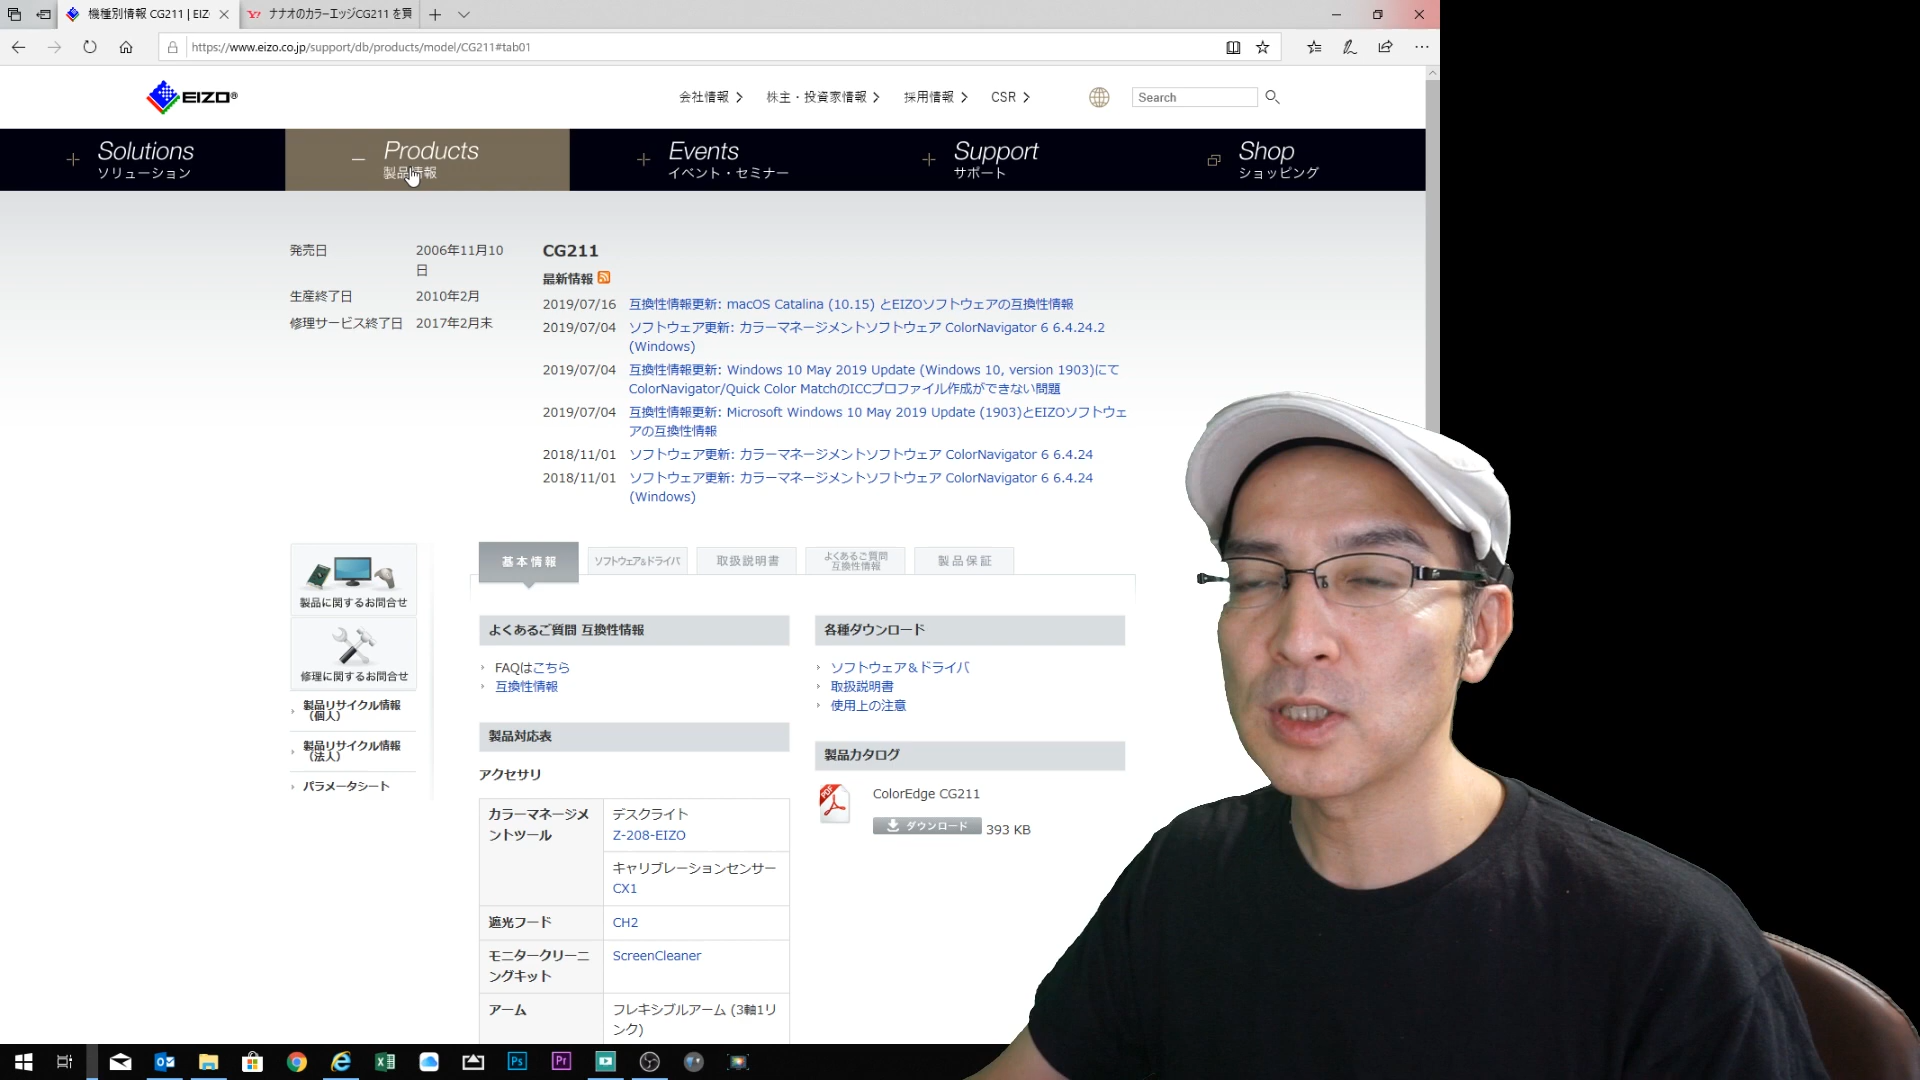 機種別情報 CG211 | EIZ
ナナオのカラーエッジCG211 を買
https://www.eizo.co.jp/support/db/products/model/CG211#tab01
EIZO®
会社情報
株主・投資家情報
採用情報
CSR
Search
Solutions
ソリューション
Products
製品情報
Events
イベント・セミナー
Support
サポート
Shop
ショッピング
発売日 2006年11月10
日
生産終了日 2010年2月
修理サービス終了日 2017年2月末
CG211
最新情報
2019/07/16 互換性情報更新: macOS Catalina (10.15) とEIZOソフトウェアの互換性情報
2019/07/04 ソフトウェア更新: カラーマネージメントソフトウェア ColorNavigator 6 6.4.24.2
(Windows)
2019/07/04 互換性情報更新: Windows 10 May 2019 Update (Windows 10, version 1903)にて
ColorNavigator/Quick Color MatchのICCプロファイル作成ができない問題
2019/07/04 互換性情報更新: Microsoft Windows 10 May 2019 Update (1903)とEIZOソフトウェ
アの互換性情報
2018/11/01 ソフトウェア更新: カラーマネージメントソフトウェア ColorNavigator 6 6.4.24
2018/11/01 ソフトウェア更新: カラーマネージメントソフトウェア ColorNavigator 6 6.4.24
(Windows)
製品に関するお問合せ
修理に関するお問合せ
製品リサイクル情報
（個人）
製品リサイクル情報
（法人）
パラメータシート
基本情報
ソフトウェア&ドライバ
取扱説明書
よくあるご質問
互換性情報
製品保証
よくあるご質問 互換性情報
FAQはこちら
互換性情報
製品対応表
アクセサリ
カラーマネージメ
ントツール
デスクライト
Z-208-EIZO
キャリブレーションセンサー
CX1
遮光フード CH2
モニタークリーニ
ングキット
ScreenCleaner
アーム
フレキシブルアーム (3軸1リ
ンク)
各種ダウンロード
ソフトウェア＆ドライバ
取扱説明書
使用上の注意
製品カタログ
PDF
ColorEdge CG211
ダウンロード 393 KB
Ps
Pr